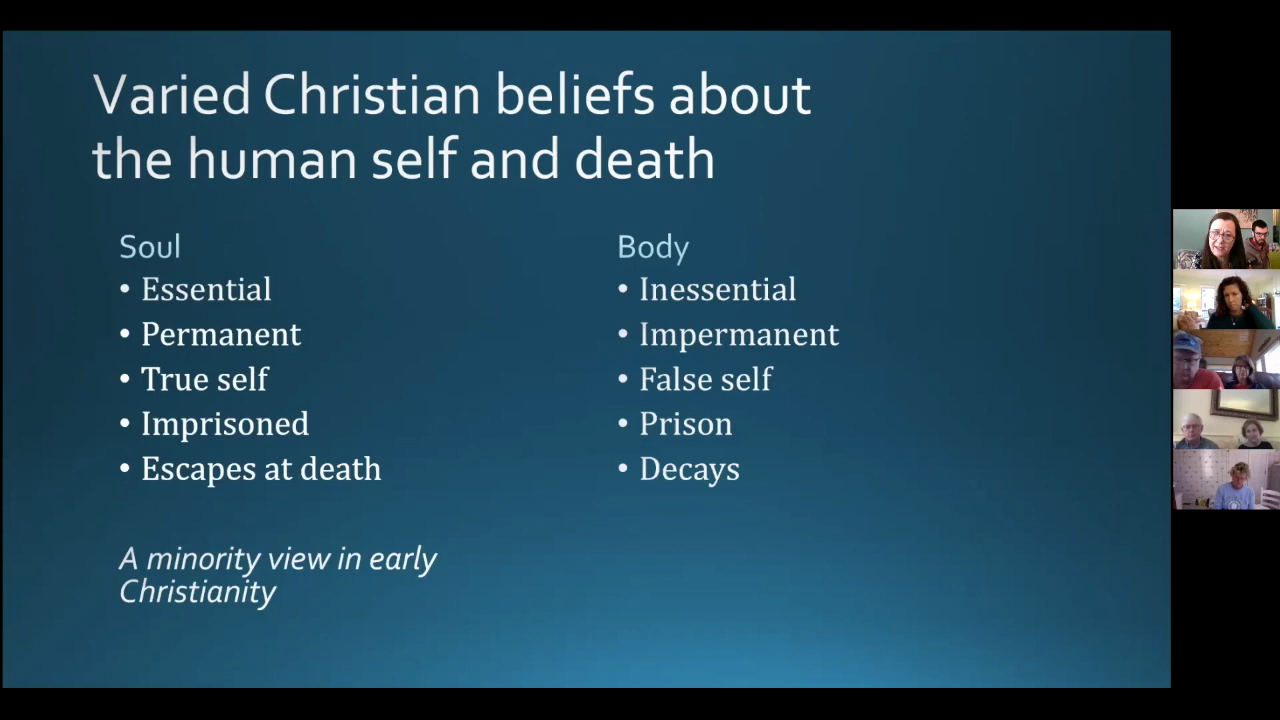 Varied Christian beliefs about
the human self and death
Soul
• Essential
• Permanent
• True self
• Imprisoned
• Escapes at death
A minority view in early
Christianity
Body
• Inessential
• Impermanent
• False self
• Prison
• Decays